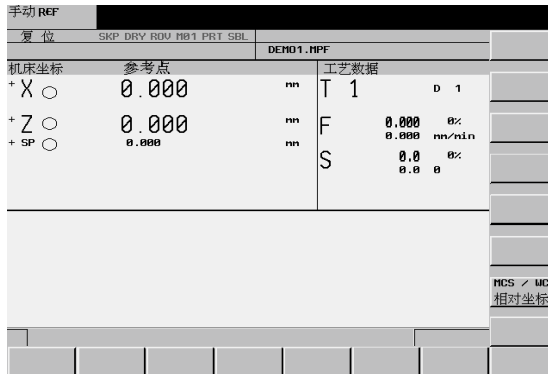 手动 REF
复 位 SKP DRY ROV M01 PRT SBL
DEMO1.MPF
机床坐标 参考点 工艺数据
+ X 0.000 mm T 1 D 1
+ Z 0.000 mm F 0.000 0%
0.000 mm/min
+ SP 0.000 mm
S 0.0 0%
0.0 0
MCS / WC
相对坐标